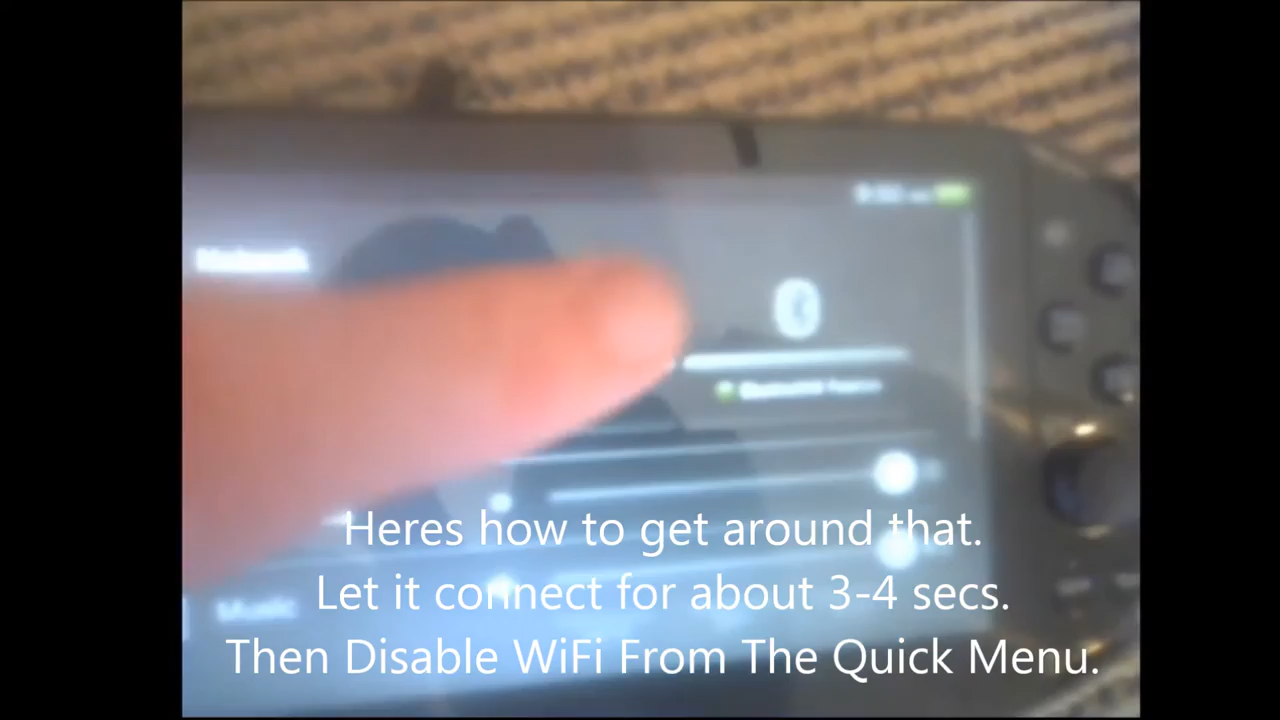 Music
Heres how to get around that.
Let it connect for about 3-4 secs.
Then Disable WiFi From The Quick Menu.